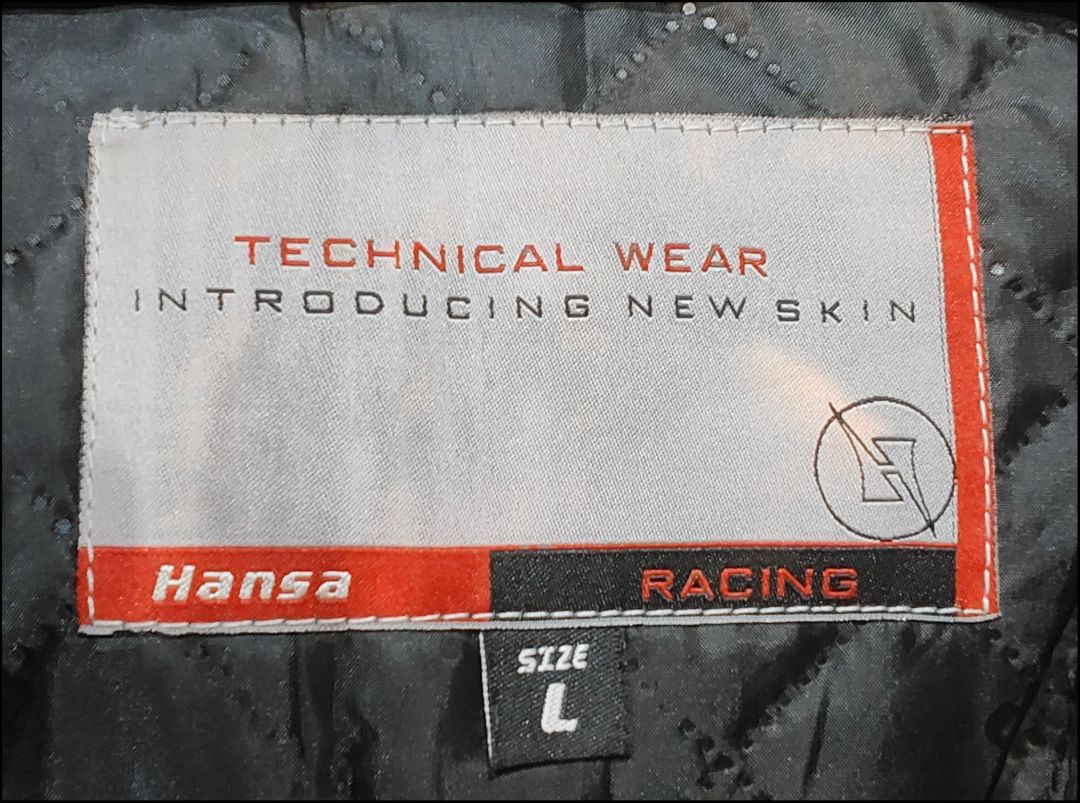 TECHNICAL WEAR
INTRODUCING NEW SKIN
Hansa
RACING
SIZE
L